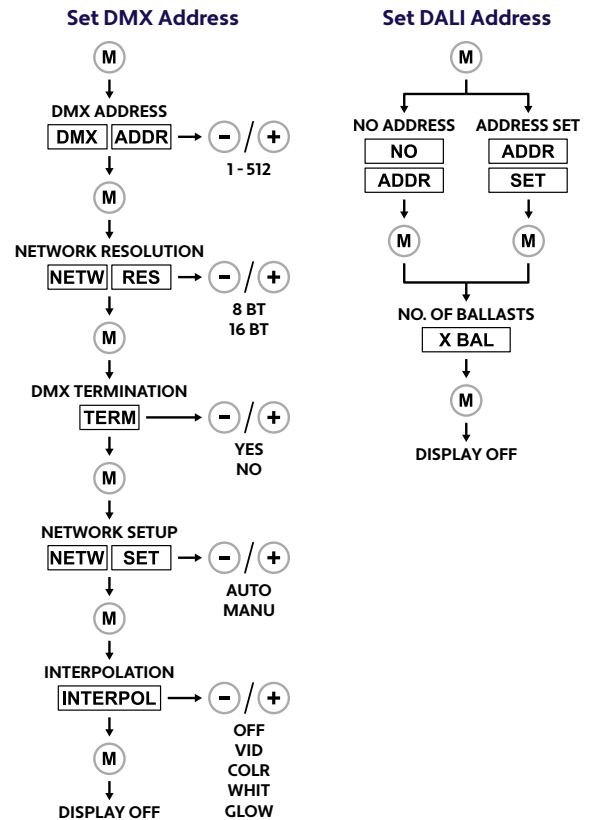 Set DMX Address
M
DMX ADDRESS
DMX ADDR - / +
1 - 512
M
NETWORK RESOLUTION
NETW RES - / +
8 BT
16 BT
M
DMX TERMINATION
TERM - / +
YES
NO
M
NETWORK SETUP
NETW SET - / +
AUTO
MANU
M
INTERPOLATION
INTERPOL - / +
OFF
VID
COLR
WHIT
GLOW
M
DISPLAY OFF
Set DALI Address
M
NO ADDRESS
NO
ADDR
M
ADDRESS SET
ADDR
SET
M
NO. OF BALLASTS
X BAL
M
DISPLAY OFF